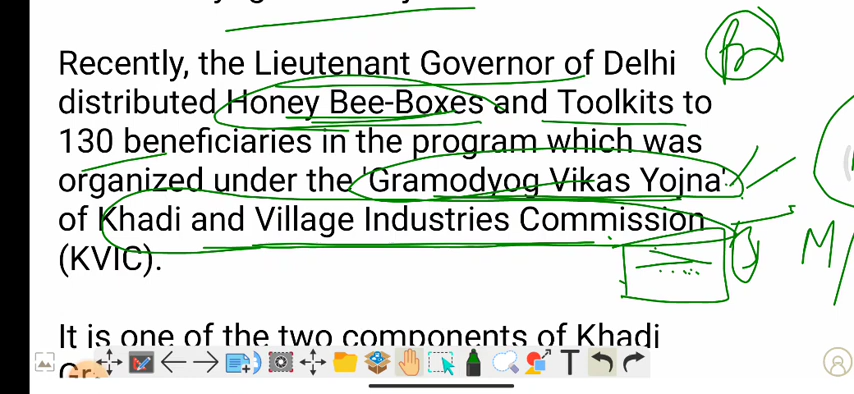 Recently, the Lieutenant Governor of Delhi
distributed Honey Bee-Boxes and Toolkits to
130 beneficiaries in the program which was
organized under the 'Gramodyog Vikas Yojna'
of Khadi and Village Industries Commission
(KVIC).
It is one of the two components of Khadi